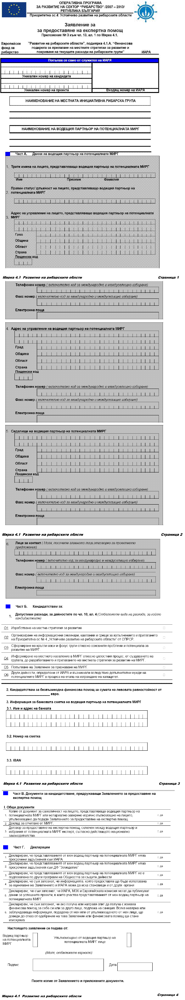 ОПЕРАТИВНА ПРОГРАМА
ЗА РАЗВИТИЕ НА СЕКТОР "РИБАРСТВО" /2007 – 2013/
РЕПУБЛИКА БЪЛГАРИЯ
Приоритетна ос 4: Устойчиво развитие на рибарските области
Заявление за
за предоставяне на експертна помощ
Приложение № 3 към чл. 13, ал. 1 по Мярка 4.1.
Европейски фонд за рибарство
"Развитие на рибарските области", подмярка 4.1.А. "Финансова
подкрепа за прилагане на местните стратегии за развитие и
покриване на текущите разходи на рибарските групи"
ИАРА
Попълва се само от служител на ИАРА
Уникален номер на кандидата
Уникален номер на проекта
Входящ номер на ИАРА
НАИМЕНОВАНИЕ НА МЕСТНАТА ИНИЦИАТИВНА РИБАРСКА ГРУПА
НАИМЕНОВАНИЕ НА ВОДЕЩИЯ ПАРТНЬОР НА ПОТЕНЦИАЛНАТА МИРГ
Част А. Данни на водещия партньор на потенциалната МИРГ
1. Трите имена на лицето, представляващо водещия партньор на потенциалната МИРГ
Име Презиме Фамилия
Правен статус/ длъжност на лицето, представляващо водещия партньор на
2. потенциалната МИРГ
Адрес на управление на лицето, представляващо водещия партньор на потенциалната
3. МИРГ
Град
Община
Област
Страна
Пощенски код
Мярка 4.1 Развитие на рибарските облсти Страница 1
Телефонен номер ( включително код за международно и междуселищно избиране)
Факс номер ( включително код за международно и междуселищно избиране)
Електронна поща
4. Адрес на управление на водещия партньор на потенциалната МИРГ
Град
Община
Област
Страна
Пощенски код
Телефонен номер ( включително код за международно и междуселищно избиране)
Факс номер ( включително код за международно и междуселищно избиране)
Електронна поща
5. Седалище на водещия партньор на потенциалната МИРГ
Град
Община
Област
Страна
Пощенски код
Телефонен номер ( включително код за международно и междуселищно избиране)
Факс номер ( включително код за международно и междуселищно избиране)
Електронна поща
Мярка 4.1 Развитие на рибарските облсти Страница 2
6. Лице за контакт ( Моля, посочете главното лице,отговорно за проектното
предложение)
Телефонен номер ( включително код за международно и междуселищно избиране)
Факс номер ( включително код за международно и междуселищно избиране)
Електронна поща
Част Б. Кандидатствам за:
1. Допустими разходи, за дейностите по чл. 10, ал. 4 (Отбележете вида на разхода, за който
кандидатствате)
О1 Изработване на местна стратегия за развитие
О2 Организиране на информационни семинари, кампании и срещи за изпълнението и прилагането
на Приоритетна ос № 4 „Устойчиво развитие на рибарските области" от ОПРСР.
О3 Сформиране на кръгли маси и фокус групи относно основните проблеми и потенциала за
развитие на МИРГ.
О4 Информиране на местното население в МИРГ относно цялостния процес, от създаването на
групата, до разработването и прилагането на местната стратегия за развитие на МИРГ.
О5 Попълване на Заявление за признаване на МИРГ.
О6 Други дейности, определени от ИАРА и възникнали вследствие допълнителни нужди на
потенциалните МИРГ в процеса на етапа на изграждане на капацитет.
2. Кандидатствам за безвъзмездна финансова помощ за сумата на левовата равностойност от
евро.
3. Информация за банковата сметка на водещия партньор на потенциалната МИРГ
3.1. Име и адрес на банката
3.2. Номер на сметка
3.3. IBAN
Мярка 4.1 Развитие на рибарските облсти Страница 3
Част В. Документи за кандидатстване, придружаващи Заявлението за предоставяне на
експертна помощ
I. Общи документи
Копие от документ за самоличност на лицето, представляващо водещия партньор на
1. потенциалната МИРГ или нотариално заверено изрично пълномощно на лицето, □ да
упълномощено да подаде Заявлението за предоставяне на експертна помощ.
2. Доклад за отчитане от МИРГ. □ да
Договор за предоставяне на експертна помощ, сключен между водещия партньор и
3. избрания от потенциалната МИРГ експерт, съгласно действащото национално □ да
законодателство.
Част Г. Декларации
1. Декларирам, че представляваният от мен водещ партньор на потенциалната МИРГ няма
просрочени задължения към ИАРА □ да
2. Декларирам, че представляваният от мен водещ партньор на потенциалната МИРГ няма
просрочени задължения към ДФ "Земеделие" □ да
3. Декларирам, че представляваният от мен водещ партньор на потенциалната МИРГ не е
подпомагана по други програми на Общността за същите дейности □ да
4. Декларирам, че съм запознат, че информацията, която предоставям ще бъде използвана
за оценяване на Заявлението и ИАРА може да иска становище и от други органи □ да
Декларирам, че съм запознат, че ИАРА, МЗХ и Европейската комисия могат да публикуват
5. данни за успешните проекти, в които участва представляваният от мен водещ партньор на □ да
потенциалната МИРГ
Декларирам, че съм запознат, че ако получа или направя опит да получа с измама
финансова помощ за себе си или за друго лице, подлежа на санкция. Всяка невярна или
6. заблуждаваща информация, подадена от мен или от упълномощеното от мен лице, ще □ да
доведе до отказ от одобрение на това Заявление или финансовата помощ ще стане
изискуема.
Настоящото заявление се подава от:
Водещ партньор на потенциалната МИРГ
Упълномощено от водещия партньор на
потенциалната МИРГ лице
(Моля, отбележете вярното)
Подпис Дата
Пазете копие от Заявлението и приложените документи.
Мярка 4.1 Развитие на рибарските облсти Страница 4